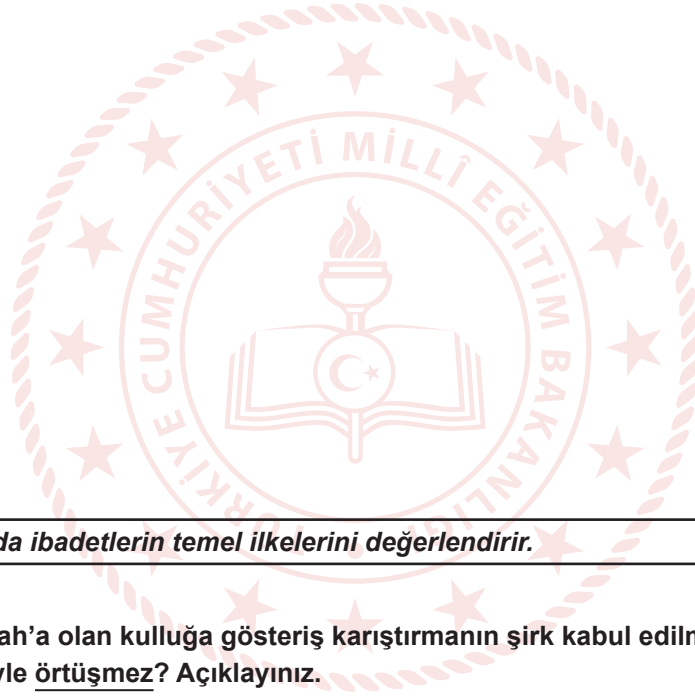 TÜRKİYE CUMHURİYETİ MİLLÎ EĞİTİM BAKANLIĞI
da ibadetlerin temel ilkelerini değerlendirir.
ah’a olan kulluğa gösteriş karıştırmanın şirk kabul edilm
yle örtüşmez? Açıklayınız.